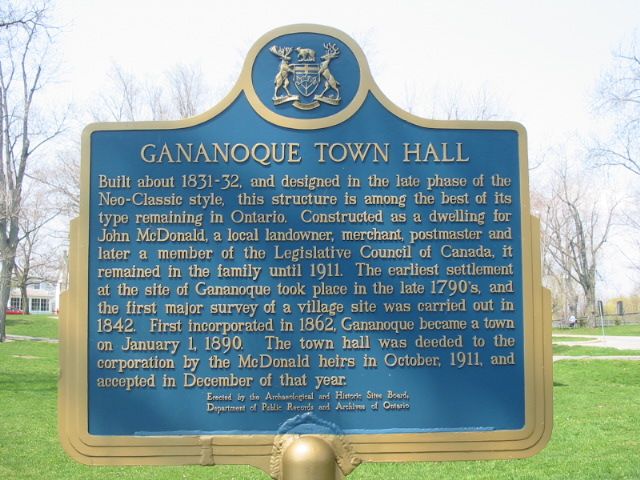 GANANOQUE TOWN HALL
Built about 1831-32, and designed in the late phase of the
Neo-Classic style, this structure is among the best of its
type remaining in Ontario. Constructed as a dwelling for
John McDonald, a local landowner, merchant, postmaster and
later a member of the Legislative Council of Canada, it
remained in the family until 1911. The earliest settlement
at the site of Gananoque took place in the late 1790's, and
the first major survey of a village site was carried out in
1842. First incorporated in 1862, Gananoque became a town
on January 1, 1890. The town hall was deeded to the
corporation by the McDonald heirs in October, 1911, and
accepted in December of that year.
Erected by the Archaeological and Historic Sites Board,
Department of Public Records and Archives of Ontario